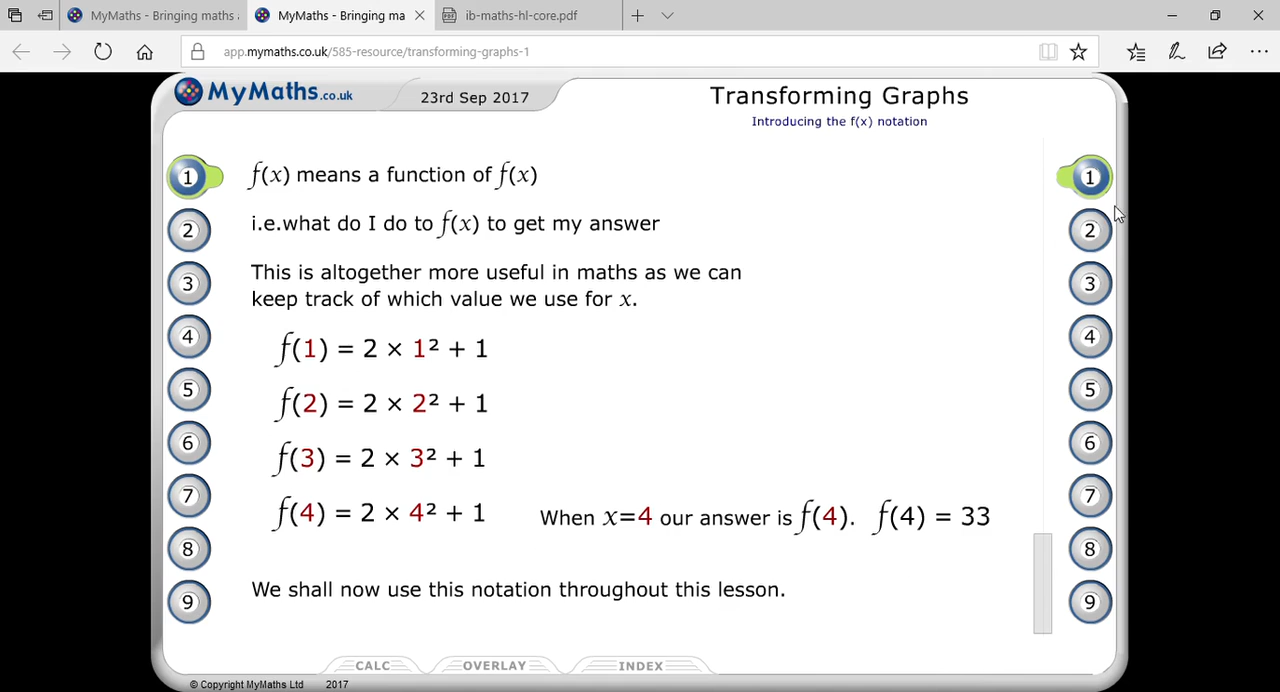 MyMaths - Bringing maths a
MyMaths - Bringing ma
ib-maths-hl-core.pdf
app.mymaths.co.uk/585-resource/transforming-graphs-1
MyMaths.co.uk
23rd Sep 2017
Transforming Graphs
Introducing the f(x) notation
f(x) means a function of f(x)
i.e.what do I do to f(x) to get my answer
This is altogether more useful in maths as we can
keep track of which value we use for x.
f(1) = 2 × 1² + 1
f(2) = 2 × 2² + 1
f(3) = 2 × 3² + 1
f(4) = 2 × 4² + 1
When x=4 our answer is f(4). f(4) = 33
We shall now use this notation throughout this lesson.
1
2
3
4
5
6
7
8
9
1
2
3
4
5
6
7
8
9
CALC
OVERLAY
INDEX
© Copyright MyMaths Ltd 2017